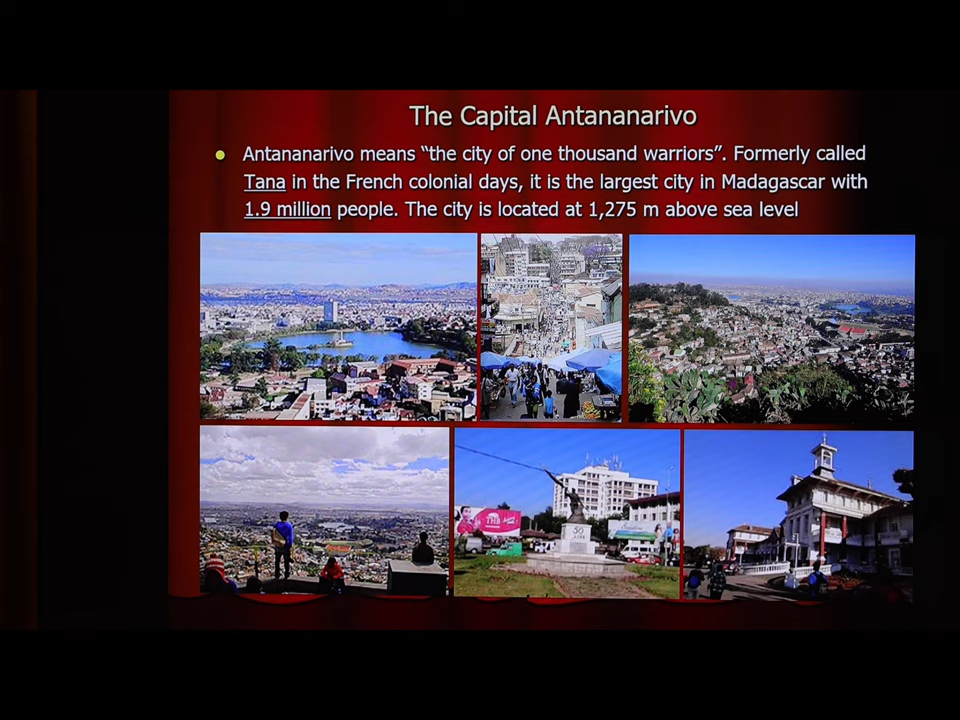 The Capital Antananarivo
Antananarivo means “the city of one thousand warriors”. Formerly called
Tana in the French colonial days, it is the largest city in Madagascar with
1.9 million people. The city is located at 1,275 m above sea level
THB
50